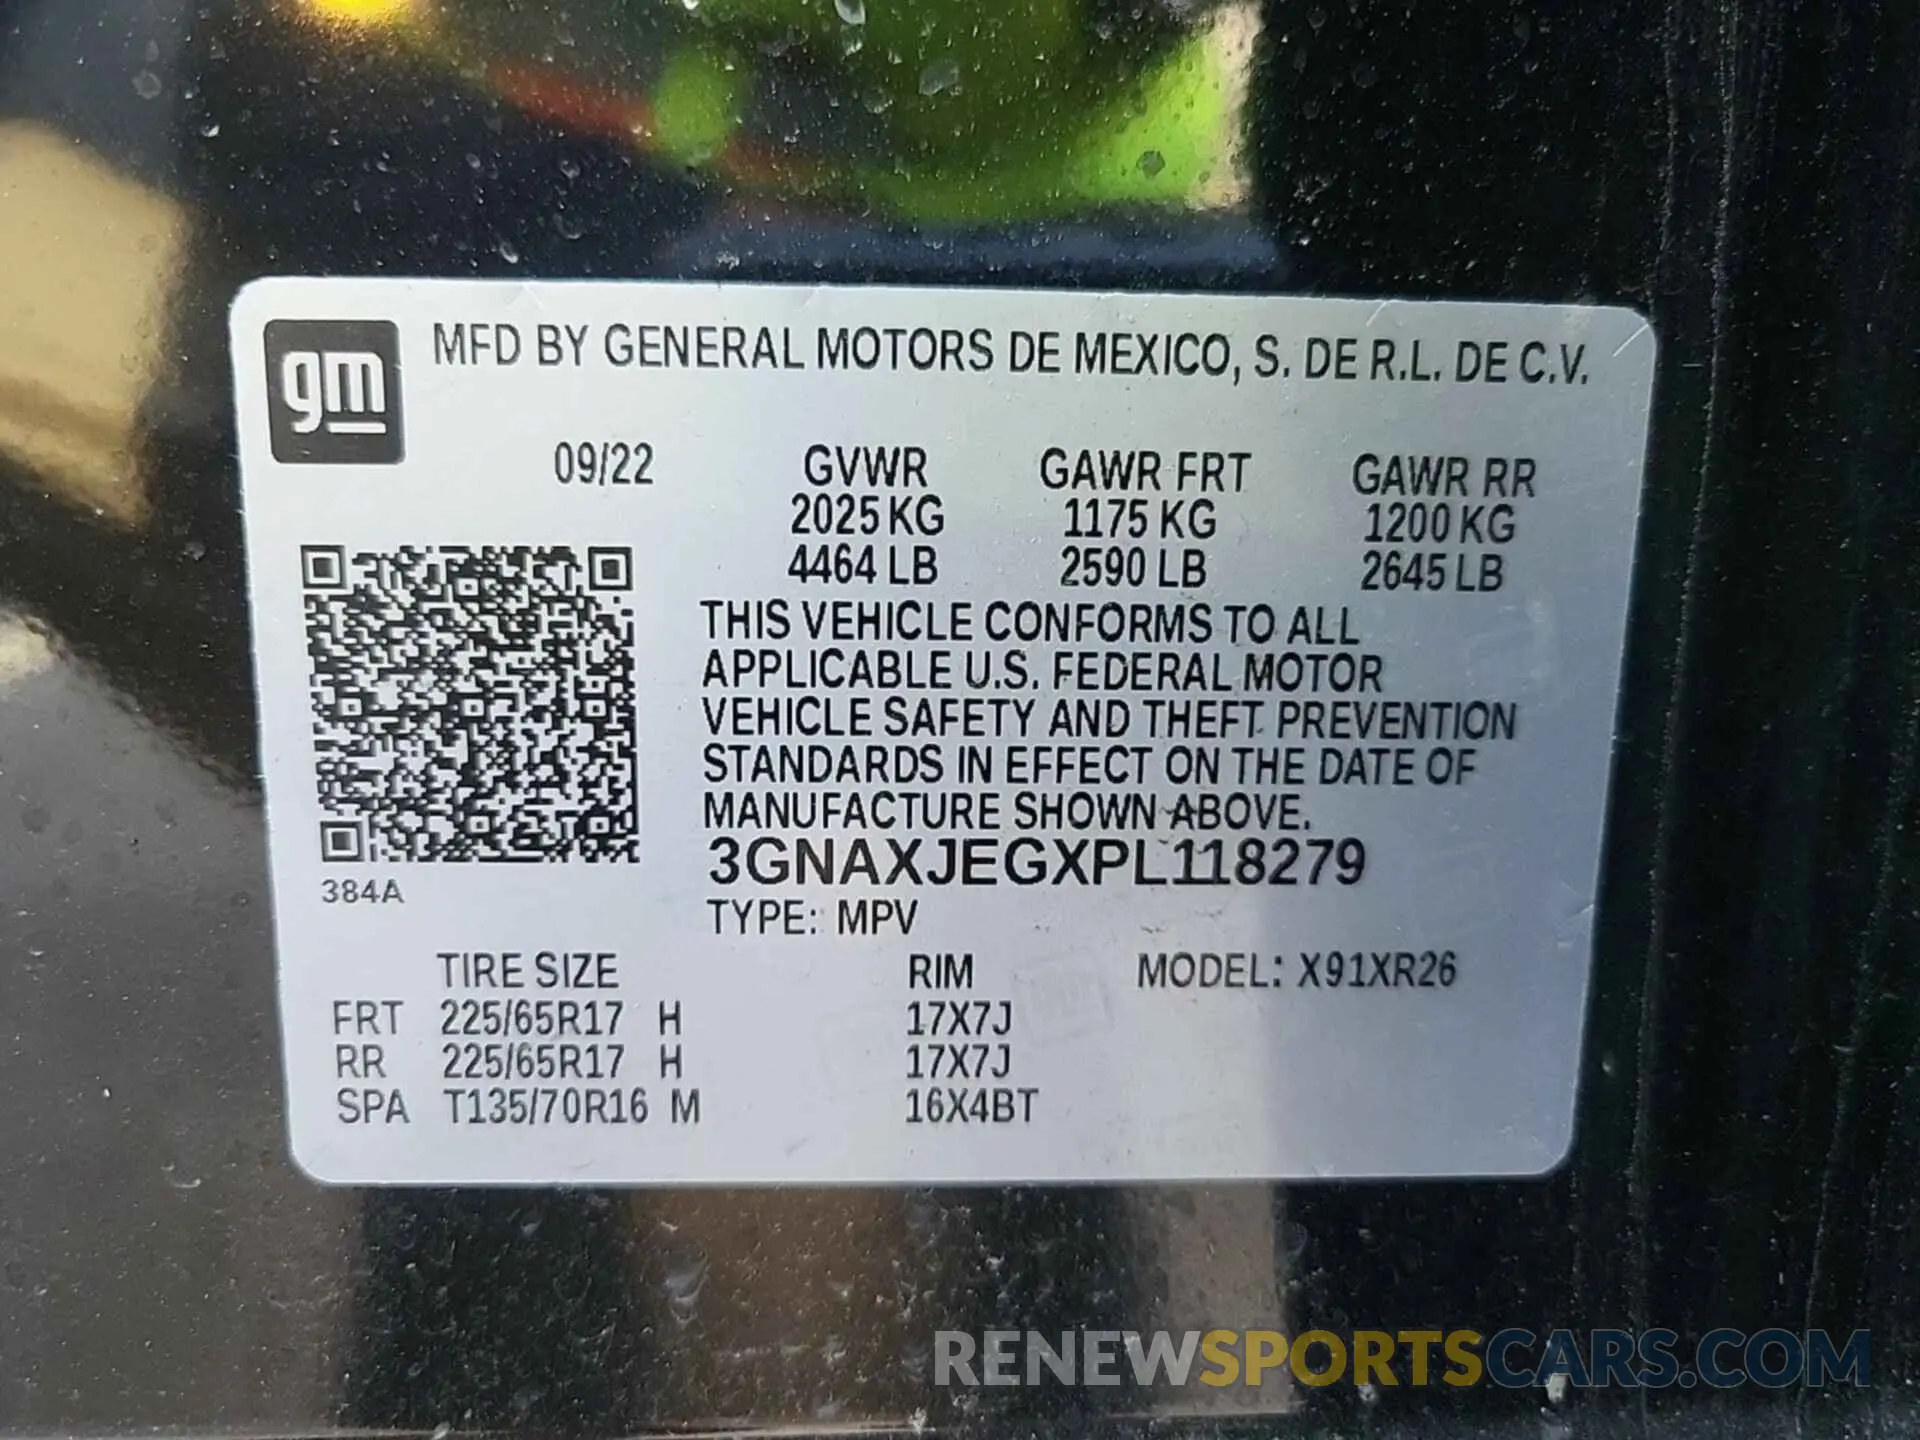 gm MFD BY GENERAL MOTORS DE MEXICO, S. DE R.L. DE C.V.
09/22 GVWR GAWR FRT GAWR RR
2025 KG 1175 KG 1200 KG
4464 LB 2590 LB 2645 LB
THIS VEHICLE CONFORMS TO ALL
APPLICABLE U.S. FEDERAL MOTOR
VEHICLE SAFETY AND THEFT PREVENTION
STANDARDS IN EFFECT ON THE DATE OF
MANUFACTURE SHOWN ABOVE.
3GNAXJEGXPL118279
384A
TYPE: MPV
TIRE SIZE RIM MODEL: X91XR26
FRT 225/65R17 H 17X7J
RR 225/65R17 H 17X7J
SPA T135/70R16 M 16X4BT
RENEWSPORTSCARS.COM